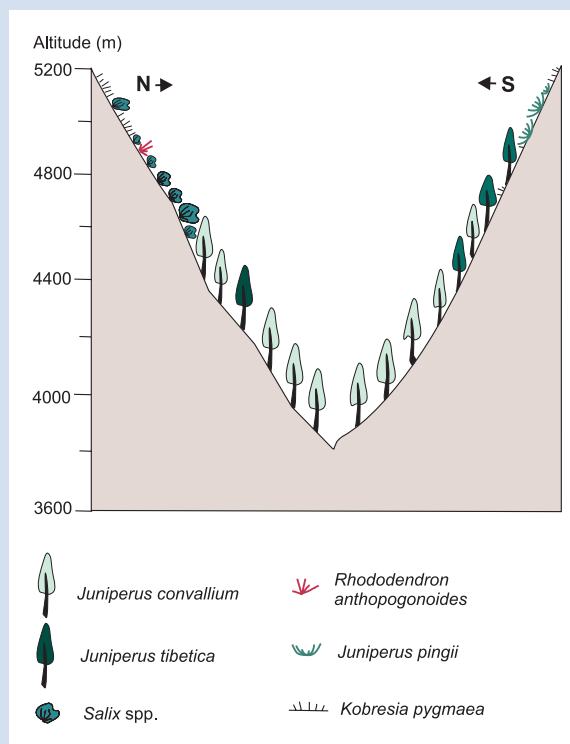 Altitude (m)
5200
N
S
4800
4400
4000
3600
Juniperus convallium
Rhododendron
anthopogonoides
Juniperus tibetica
Juniperus pingii
Salix spp.
Kobresia pygmaea